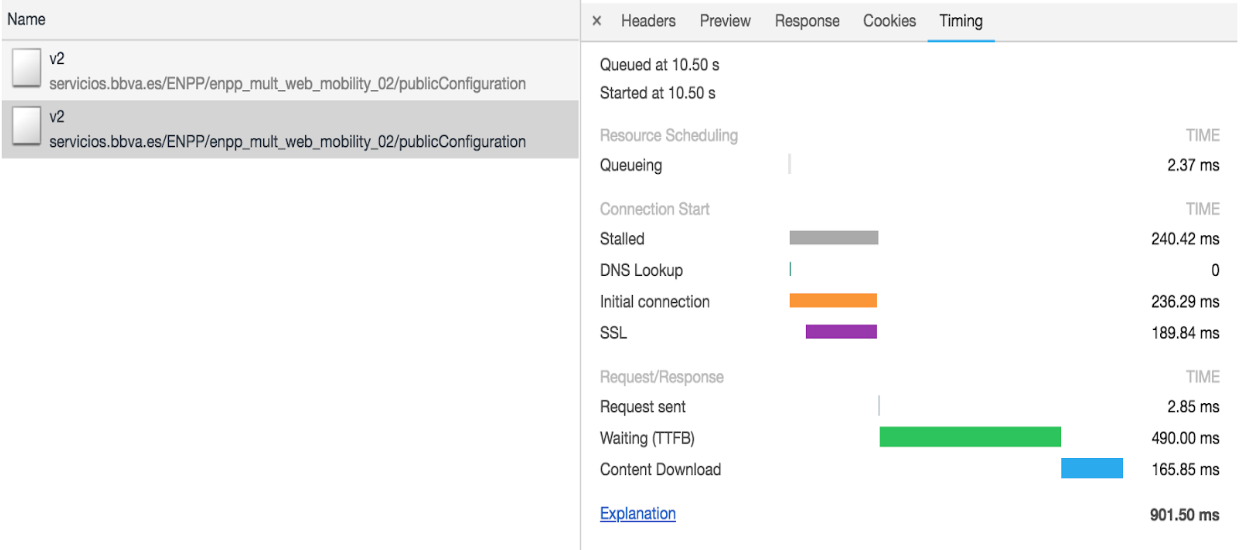 Name
v2
servicios.bbva.es/ENPP/enpp_mult_web_mobility_02/publicConfiguration
v2
servicios.bbva.es/ENPP/enpp_mult_web_mobility_02/publicConfiguration
× Headers Preview Response Cookies Timing
Queued at 10.50 s
Started at 10.50 s
Resource Scheduling TIME
Queueing 2.37 ms
Connection Start TIME
Stalled 240.42 ms
DNS Lookup 0
Initial connection 236.29 ms
SSL 189.84 ms
Request/Response TIME
Request sent 2.85 ms
Waiting (TTFB) 490.00 ms
Content Download 165.85 ms
Explanation 901.50 ms